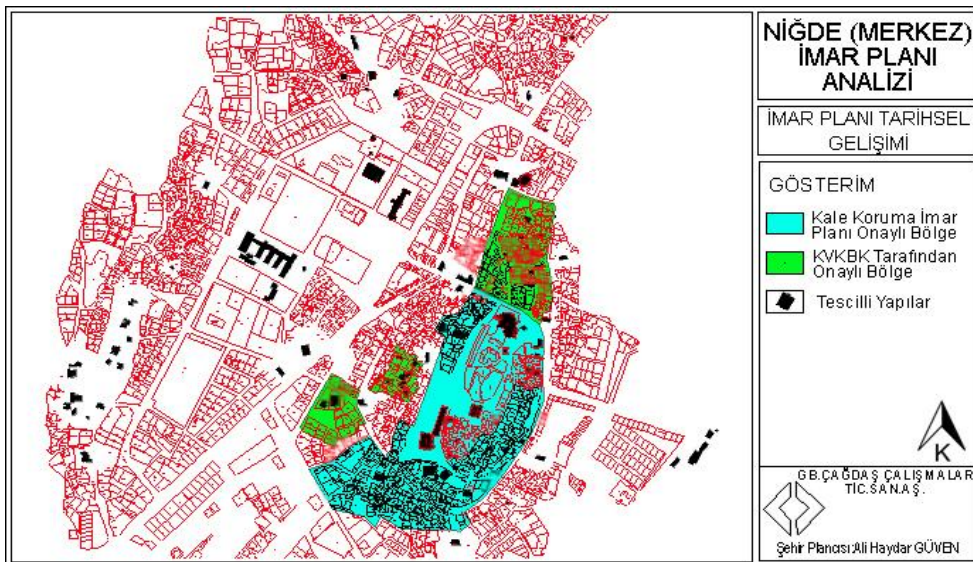 NİĞDE (MERKEZ)
İMAR PLANI
ANALİZİ
İMAR PLANI TARİHSEL
GELİŞİMİ
GÖSTERİM
Kale Koruma İmar
Planı Onaylı Bölge
KVKBK Tarafından
Onaylı Bölge
Tescilli Yapılar
K
GB.ÇAĞDAŞ ÇALIŞMALAR
TİC.SAN.A.Ş.
Şehir Plancısı:Ali Haydar GÜVEN